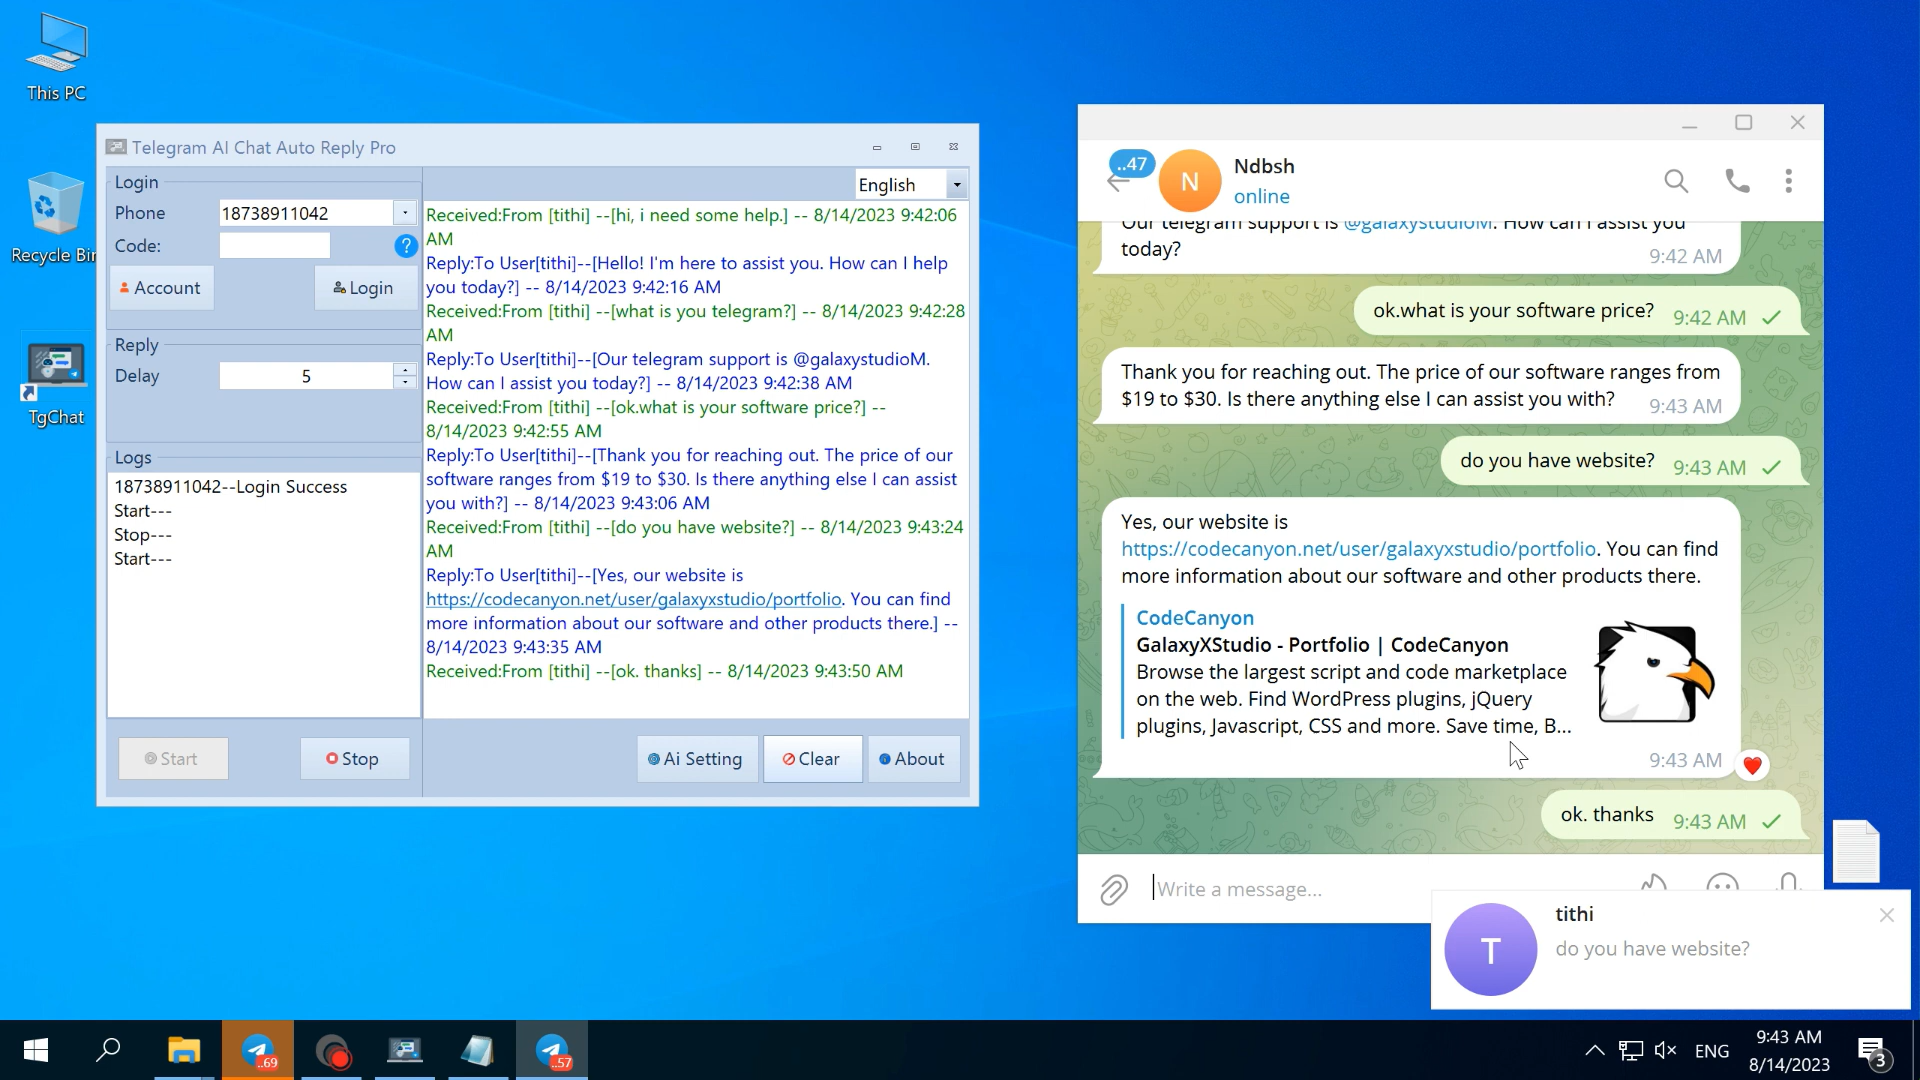 This PC
Recycle Bin
TgChat
Telegram AI Chat Auto Reply Pro
Login
Phone
18738911042
Code:
?
Account
Login
Reply
Delay
5
Logs
18738911042--Login Success
Start---
Stop---
Start---
Start
Stop
English
Received:From [tithi] --[hi, i need some help.] -- 8/14/2023 9:42:06
AM
Reply:To User[tithi]--[Hello! I'm here to assist you. How can I help
you today?] -- 8/14/2023 9:42:16 AM
Received:From [tithi] --[what is you telegram?] -- 8/14/2023 9:42:28
AM
Reply:To User[tithi]--[Our telegram support is @galaxystudioM.
How can I assist you today?] -- 8/14/2023 9:42:38 AM
Received:From [tithi] --[ok.what is your software price?] --
8/14/2023 9:42:55 AM
Reply:To User[tithi]--[Thank you for reaching out. The price of our
software ranges from $19 to $30. Is there anything else I can assist
you with?] -- 8/14/2023 9:43:06 AM
Received:From [tithi] --[do you have website?] -- 8/14/2023 9:43:24
AM
Reply:To User[tithi]--[Yes, our website is
https://codecanyon.net/user/galaxyxstudio/portfolio. You can find
more information about our software and other products there.] --
8/14/2023 9:43:35 AM
Received:From [tithi] --[ok. thanks] -- 8/14/2023 9:43:50 AM
Ai Setting
Clear
About
..47
N
Ndbsh
online
Our telegram support is @galaxystudioM. How can I assist you
today?
9:42 AM
ok.what is your software price?
9:42 AM
Thank you for reaching out. The price of our software ranges from
$19 to $30. Is there anything else I can assist you with?
9:43 AM
do you have website?
9:43 AM
Yes, our website is
https://codecanyon.net/user/galaxyxstudio/portfolio. You can find
more information about our software and other products there.
CodeCanyon
GalaxyXStudio - Portfolio | CodeCanyon
Browse the largest script and code marketplace
on the web. Find WordPress plugins, jQuery
plugins, Javascript, CSS and more. Save time, B...
9:43 AM
ok. thanks
9:43 AM
Write a message...
T
tithi
do you have website?
..69
..57
ENG
9:43 AM
8/14/2023
3